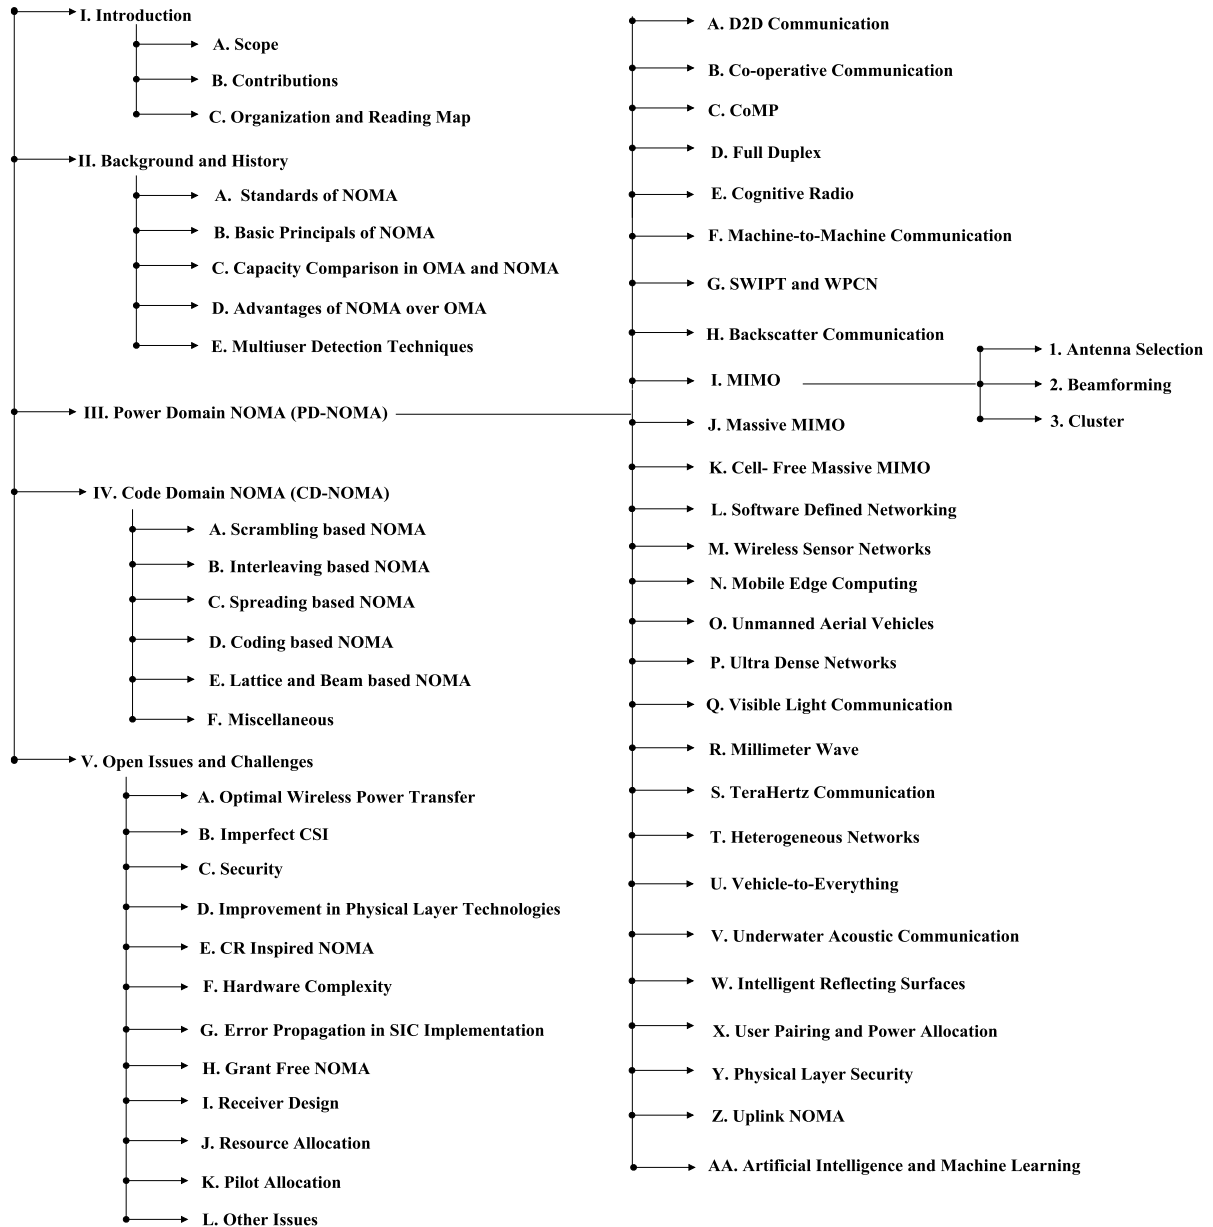 I. Introduction
A. Scope
B. Contributions
C. Organization and Reading Map
II. Background and History
A. Standards of NOMA
B. Basic Principals of NOMA
C. Capacity Comparison in OMA and NOMA
D. Advantages of NOMA over OMA
E. Multiuser Detection Techniques
III. Power Domain NOMA (PD-NOMA)
IV. Code Domain NOMA (CD-NOMA)
A. Scrambling based NOMA
B. Interleaving based NOMA
C. Spreading based NOMA
D. Coding based NOMA
E. Lattice and Beam based NOMA
F. Miscellaneous
V. Open Issues and Challenges
A. Optimal Wireless Power Transfer
B. Imperfect CSI
C. Security
D. Improvement in Physical Layer Technologies
E. CR Inspired NOMA
F. Hardware Complexity
G. Error Propagation in SIC Implementation
H. Grant Free NOMA
I. Receiver Design
J. Resource Allocation
K. Pilot Allocation
L. Other Issues
A. D2D Communication
B. Co-operative Communication
C. CoMP
D. Full Duplex
E. Cognitive Radio
F. Machine-to-Machine Communication
G. SWIPT and WPCN
H. Backscatter Communication
I. MIMO
1. Antenna Selection
2. Beamforming
3. Cluster
J. Massive MIMO
K. Cell- Free Massive MIMO
L. Software Defined Networking
M. Wireless Sensor Networks
N. Mobile Edge Computing
O. Unmanned Aerial Vehicles
P. Ultra Dense Networks
Q. Visible Light Communication
R. Millimeter Wave
S. TeraHertz Communication
T. Heterogeneous Networks
U. Vehicle-to-Everything
V. Underwater Acoustic Communication
W. Intelligent Reflecting Surfaces
X. User Pairing and Power Allocation
Y. Physical Layer Security
Z. Uplink NOMA
AA. Artificial Intelligence and Machine Learning